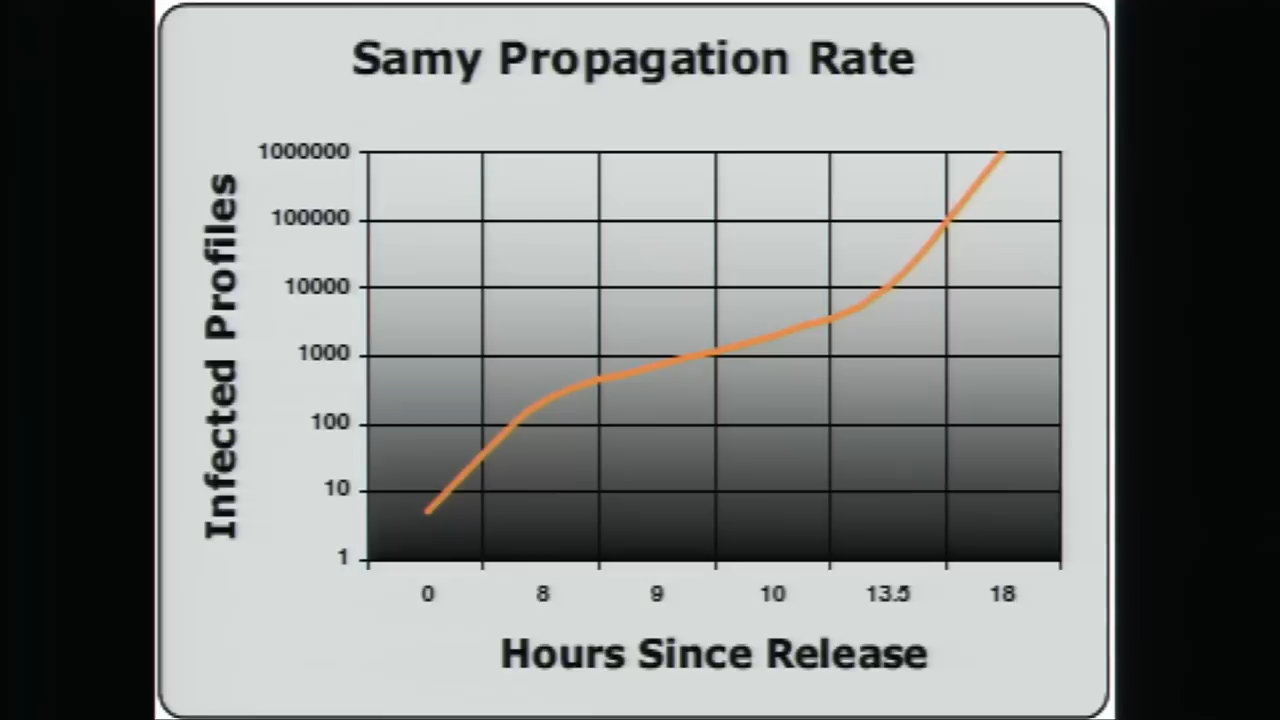 Samy Propagation Rate
1000000
100000
10000
1000
100
10
1
Infected Profiles
0 8 9 10 13.5 18
Hours Since Release